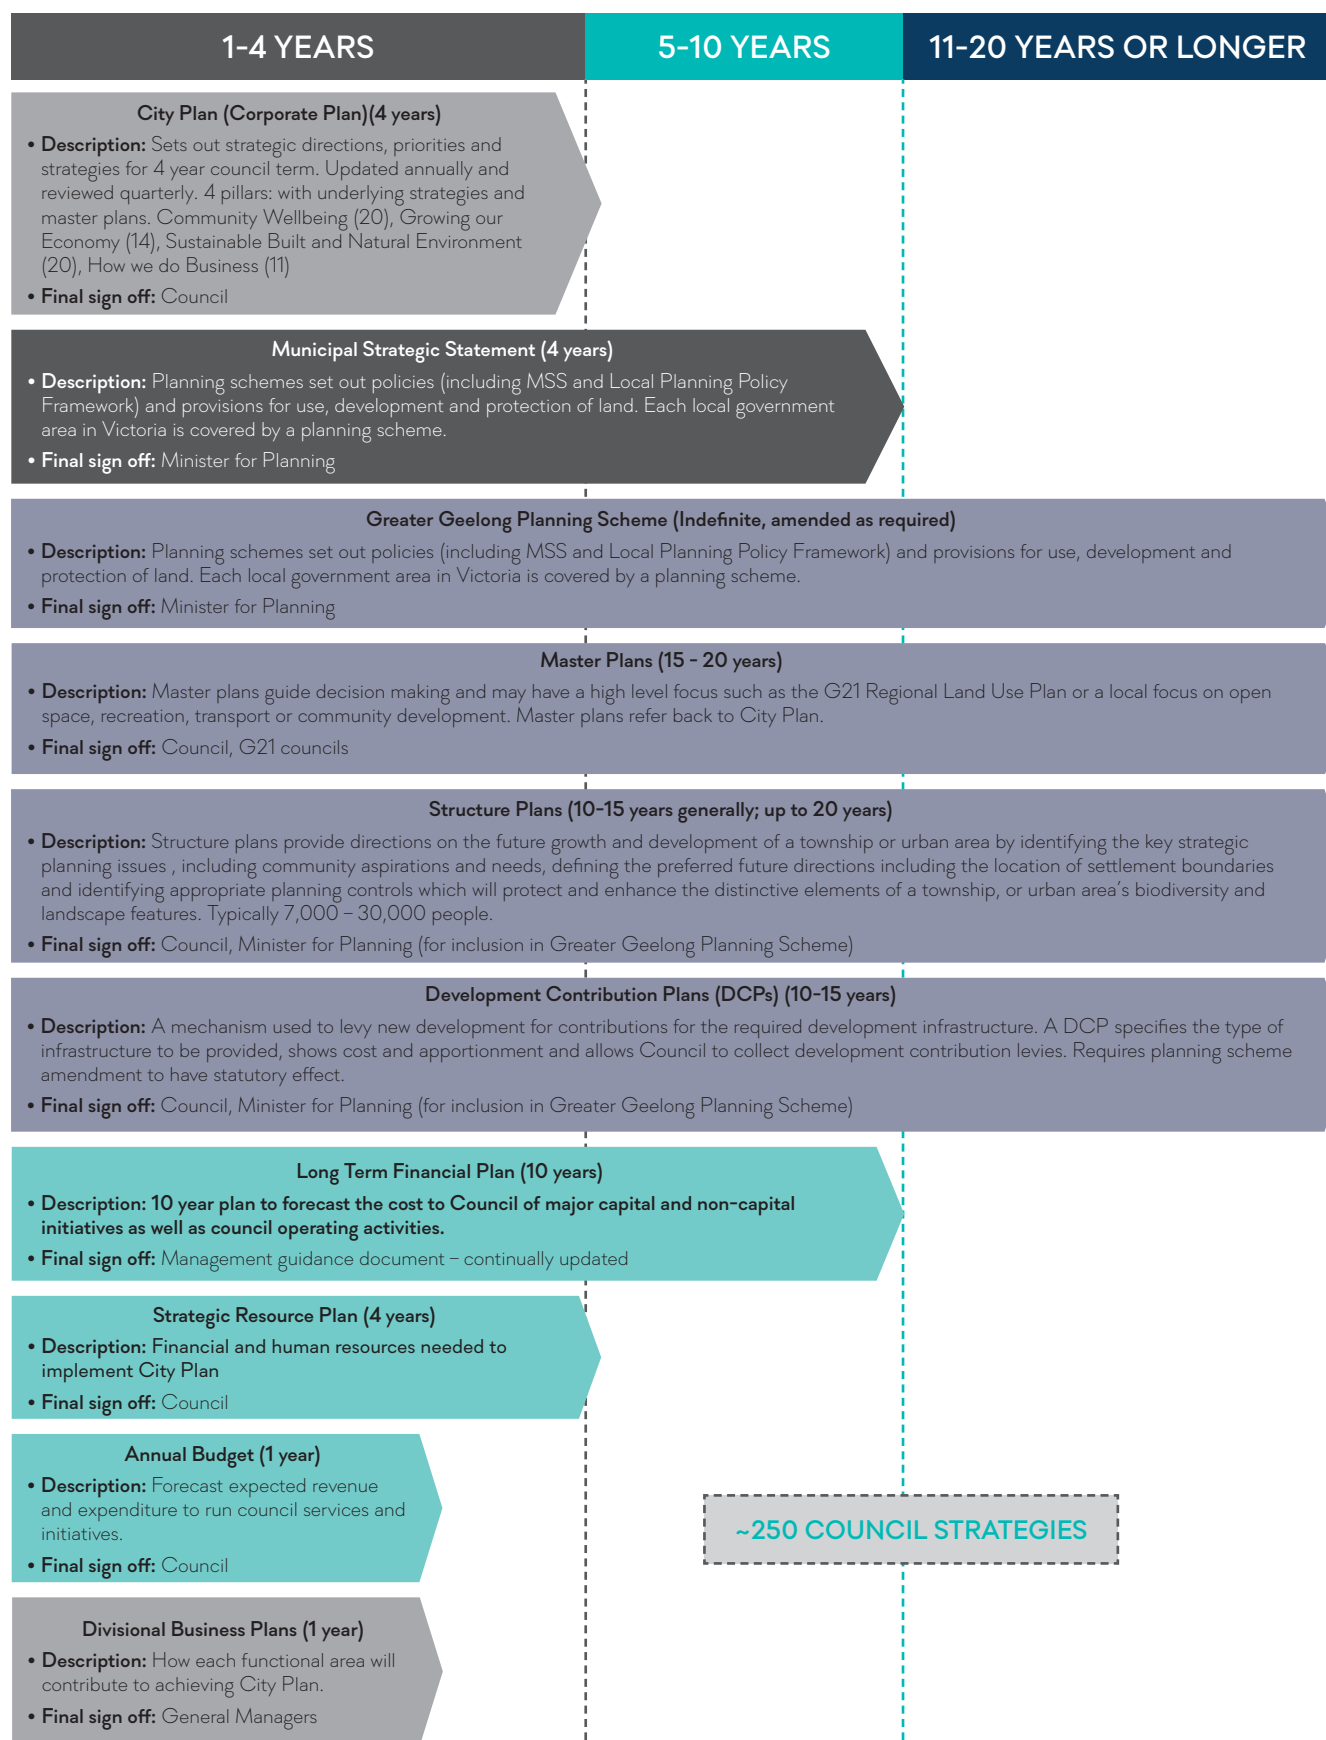 1-4 YEARS
5-10 YEARS
11-20 YEARS OR LONGER
City Plan (Corporate Plan)(4 years)
• Description: Sets out strategic directions, priorities and
strategies for 4 year council term. Updated annually and
reviewed quarterly. 4 pillars: with underlying strategies and
master plans. Community Wellbeing (20), Growing our
Economy (14), Sustainable Built and Natural Environment
(20), How we do Business (11)
• Final sign off: Council
Municipal Strategic Statement (4 years)
• Description: Planning schemes set out policies (including MSS and Local Planning Policy
Framework) and provisions for use, development and protection of land. Each local government
area in Victoria is covered by a planning scheme.
• Final sign off: Minister for Planning
Greater Geelong Planning Scheme (Indefinite, amended as required)
• Description: Planning schemes set out policies (including MSS and Local Planning Policy Framework) and provisions for use, development and
protection of land. Each local government area in Victoria is covered by a planning scheme.
• Final sign off: Minister for Planning
Master Plans (15 - 20 years)
• Description: Master plans guide decision making and may have a high level focus such as the G21 Regional Land Use Plan or a local focus on open
space, recreation, transport or community development. Master plans refer back to City Plan.
• Final sign off: Council, G21 councils
Structure Plans (10-15 years generally; up to 20 years)
• Description: Structure plans provide directions on the future growth and development of a township or urban area by identifying the key strategic
planning issues , including community aspirations and needs, defining the preferred future directions including the location of settlement boundaries
and identifying appropriate planning controls which will protect and enhance the distinctive elements of a township, or urban area's biodiversity and
landscape features. Typically 7,000 – 30,000 people.
• Final sign off: Council, Minister for Planning (for inclusion in Greater Geelong Planning Scheme)
Development Contribution Plans (DCPs) (10-15 years)
• Description: A mechanism used to levy new development for contributions for the required development infrastructure. A DCP specifies the type of
infrastructure to be provided, shows cost and apportionment and allows Council to collect development contribution levies. Requires planning scheme
amendment to have statutory effect.
• Final sign off: Council, Minister for Planning (for inclusion in Greater Geelong Planning Scheme)
Long Term Financial Plan (10 years)
• Description: 10 year plan to forecast the cost to Council of major capital and non-capital
initiatives as well as council operating activities.
• Final sign off: Management guidance document – continually updated
Strategic Resource Plan (4 years)
• Description: Financial and human resources needed to
implement City Plan
• Final sign off: Council
Annual Budget (1 year)
• Description: Forecast expected revenue
and expenditure to run council services and
initiatives.
• Final sign off: Council
~250 COUNCIL STRATEGIES
Divisional Business Plans (1 year)
• Description: How each functional area will
contribute to achieving City Plan.
• Final sign off: General Managers